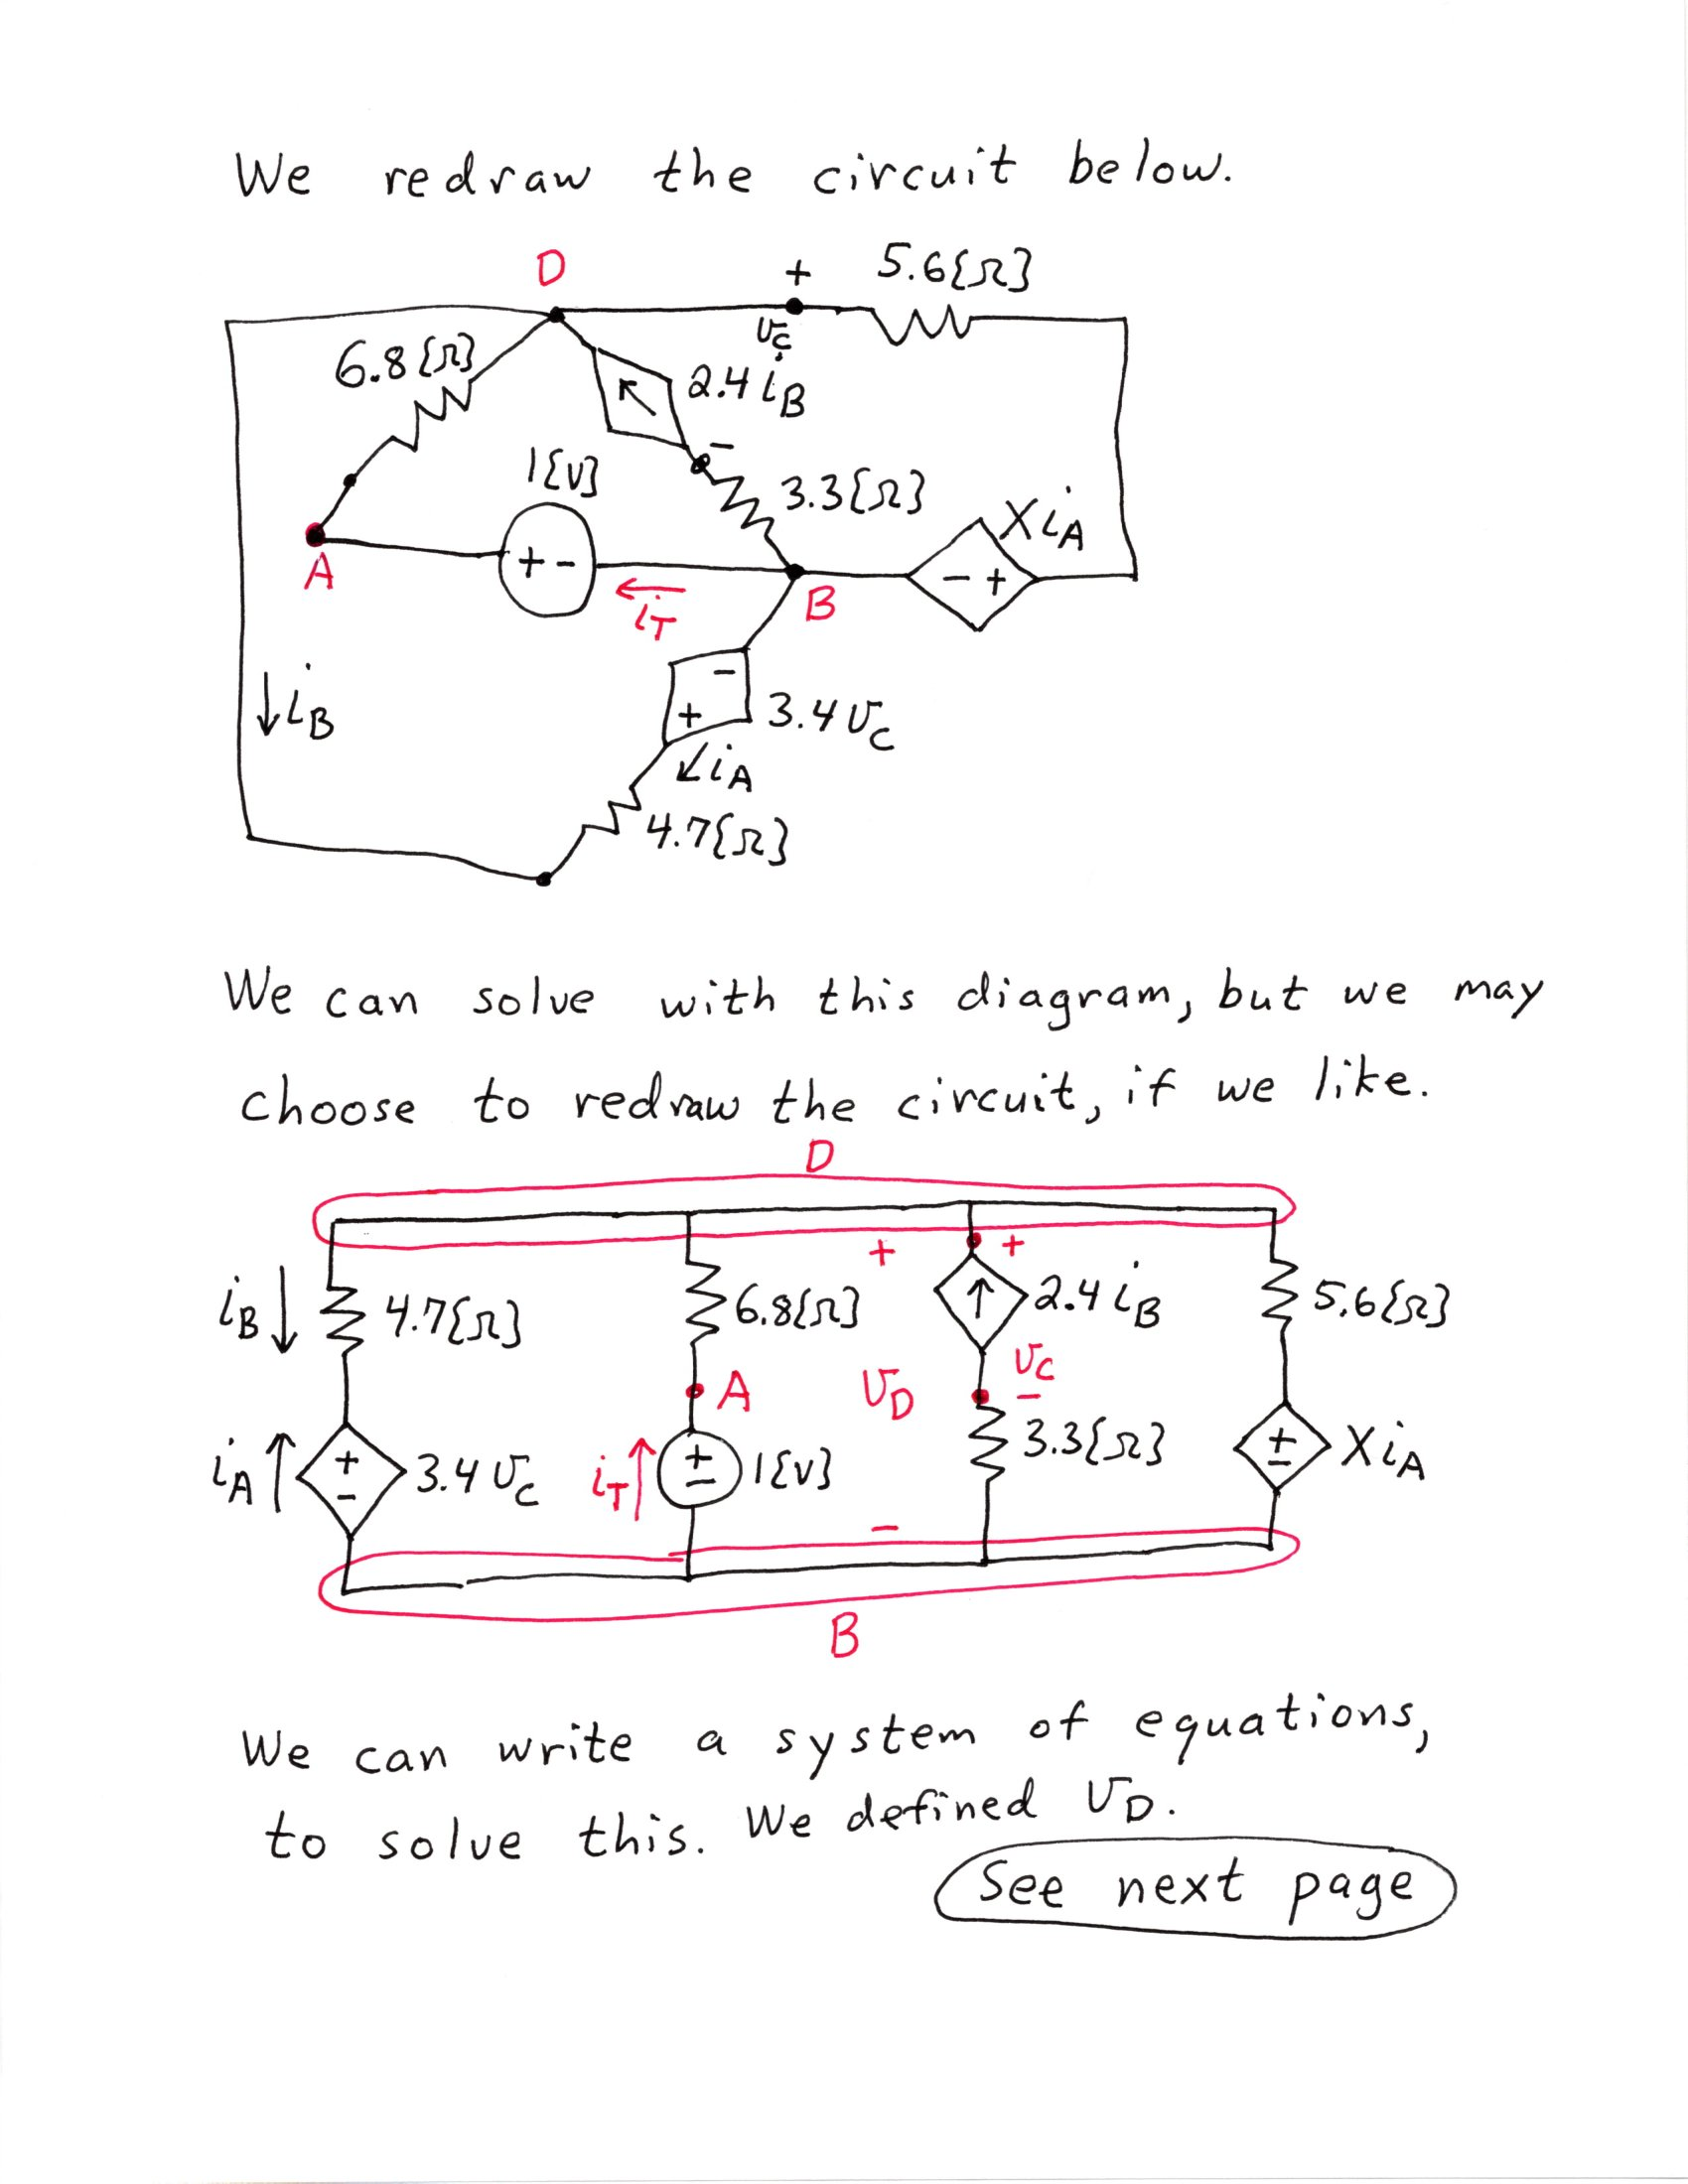 We redraw the circuit below.
D
+
5.6{Ω}
v_C
6.8{Ω}
2.4 i_B
-
1{V}
3.3{Ω}
X i_A
+ -
A
- +
i_T
B
-
i_B
+
3.4 v_C
i_A
4.7{Ω}
We can solve with this diagram, but we may
choose to redraw the circuit, if we like.
D
+ +
i_B 4.7{Ω} 6.8{Ω} 2.4 i_B 5.6{Ω}
A v_D v_C
-
3.3{Ω}
i_A + - 3.4 v_C i_T + - 1{V} + - X i_A
-
B
We can write a system of equations,
to solve this. We defined v_D.
See next page